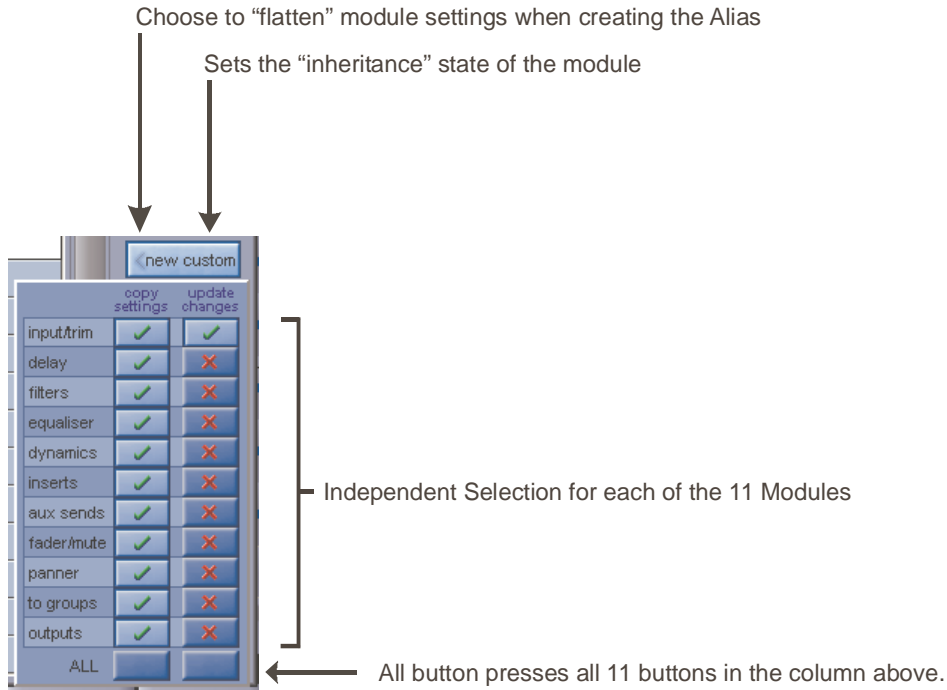 Choose to “flatten” module settings when creating the Alias
Sets the “inheritance” state of the module
new custom
copy settings
update changes
input/trim
delay
filters
equaliser
dynamics
inserts
aux sends
fader/mute
panner
to groups
outputs
ALL
Independent Selection for each of the 11 Modules
All button presses all 11 buttons in the column above.